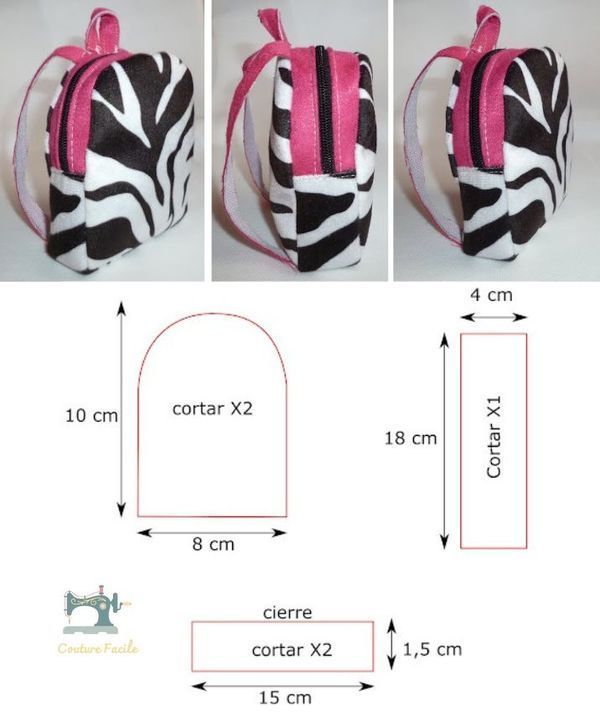 4 cm
10 cm
cortar X2
18 cm
Cortar X1
8 cm
cierre
cortar X2
1,5 cm
15 cm
Couture Facile